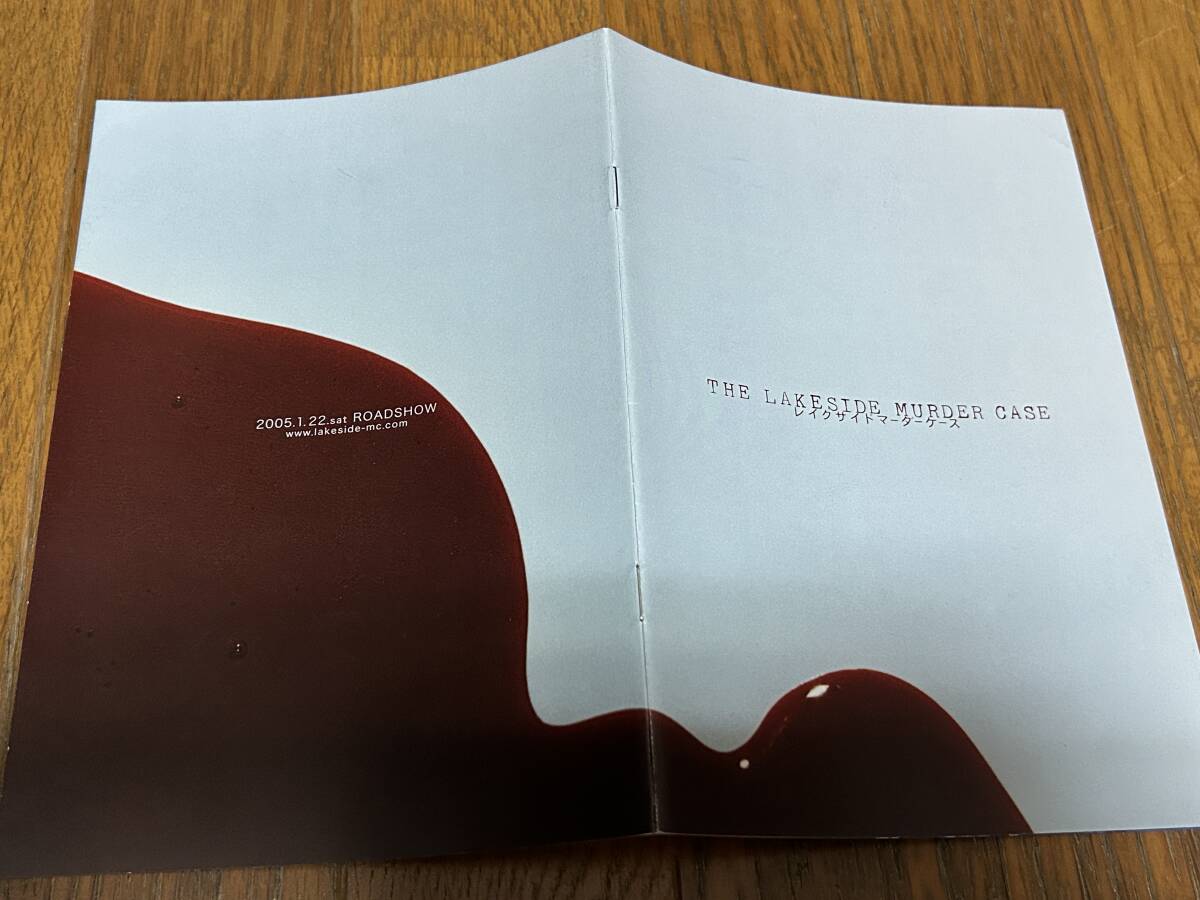 2005.1.22.sat ROADSHOW
www.lakeside-mc.com
THE LAKESIDE MURDER CASE
レイクサイドマーダーケース